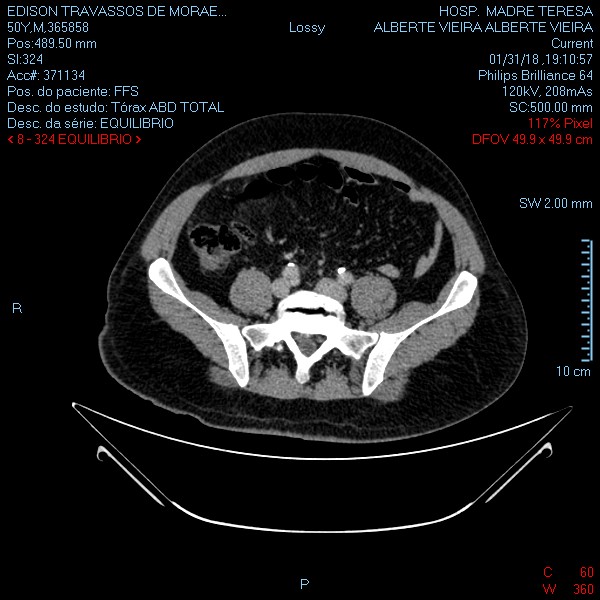 EDISON TRAVASSOS DE MORAE...
50Y,M,365858
Pos:489.50 mm
SI:324
Acc#: 371134
Pos. do paciente: FFS
Desc. do estudo: Tórax ABD TOTAL
Desc. da série: EQUILIBRIO
< 8 - 324 EQUILIBRIO >
Lossy
HOSP. MADRE TERESA
ALBERTE VIEIRA ALBERTE VIEIRA
Current
01/31/18 ,19:10:57
Philips Brilliance 64
120kV, 208mAs
SC:500.00 mm
117% Pixel
DFOV 49.9 x 49.9 cm
SW 2.00 mm
R
10 cm
P
C 60
W 360